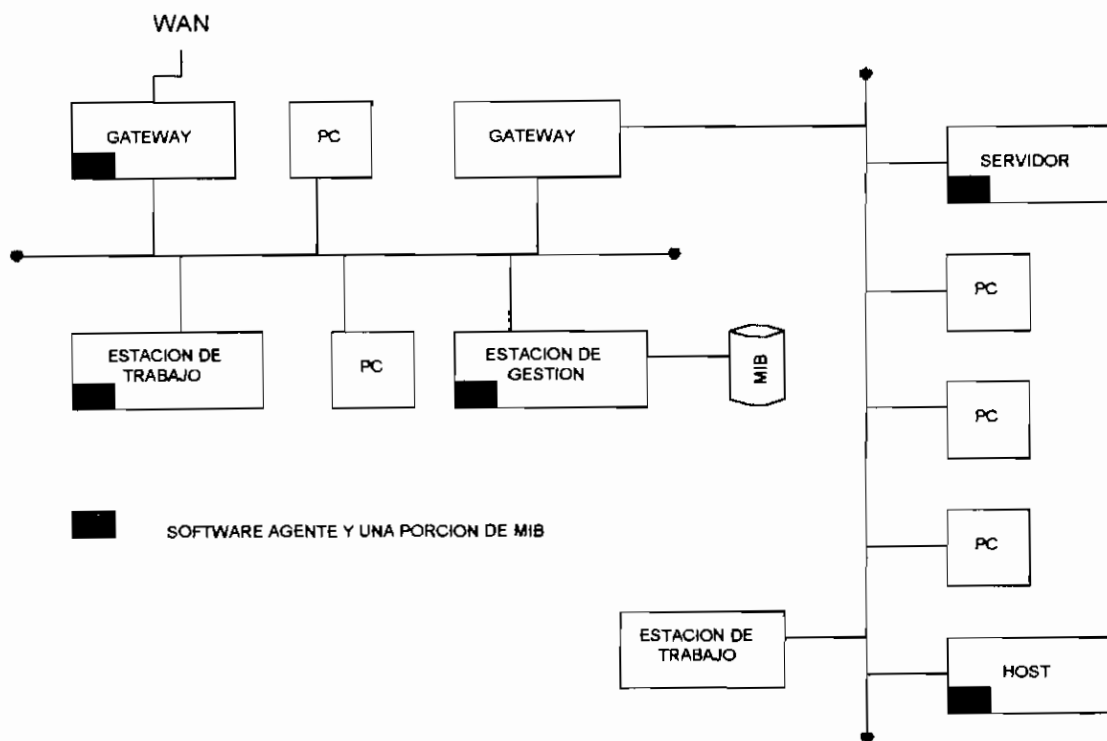 WAN
GATEWAY
PC
GATEWAY
SERVIDOR
PC
ESTACION DE
TRABAJO
PC
ESTACION DE
GESTION
MIB
PC
PC
SOFTWARE AGENTE Y UNA PORCION DE MIB
ESTACION DE
TRABAJO
HOST